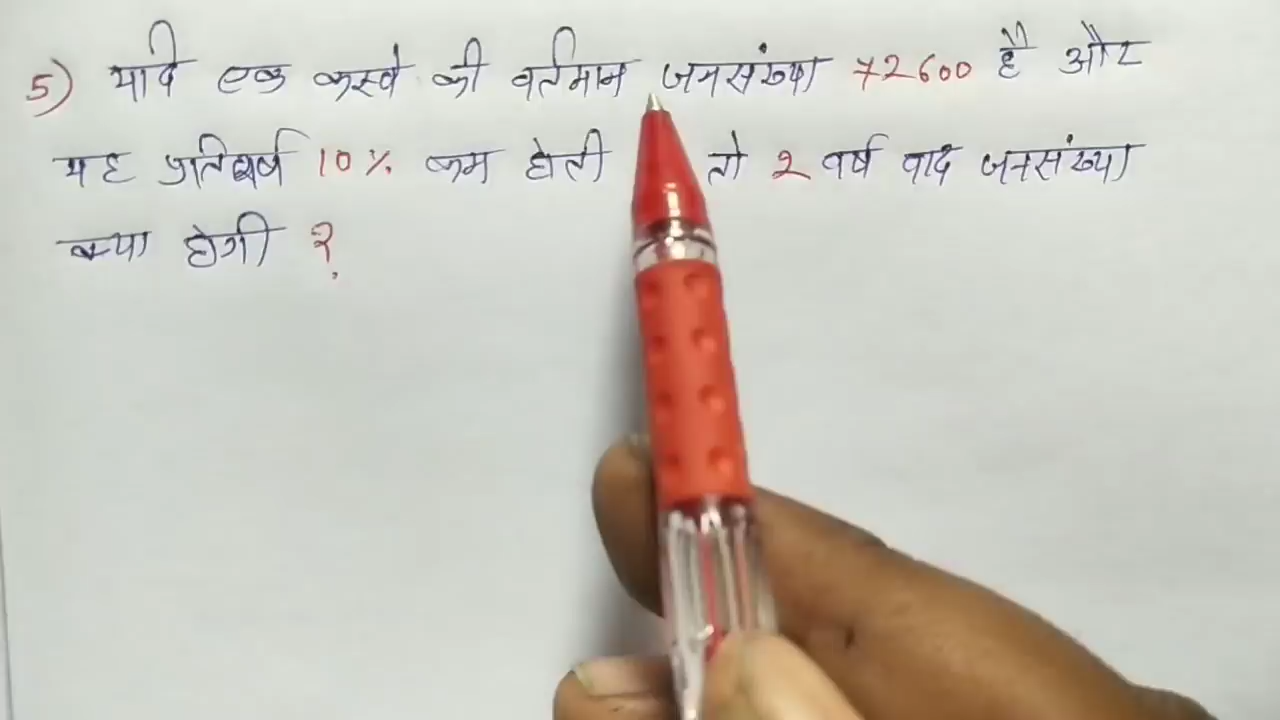 5) यदि एक कस्बे की वर्तमान जनसंख्या 72600 है और
यह प्रतिवर्ष 10% कम होती तो 2 वर्ष बाद जनसंख्या
क्या होगी ?